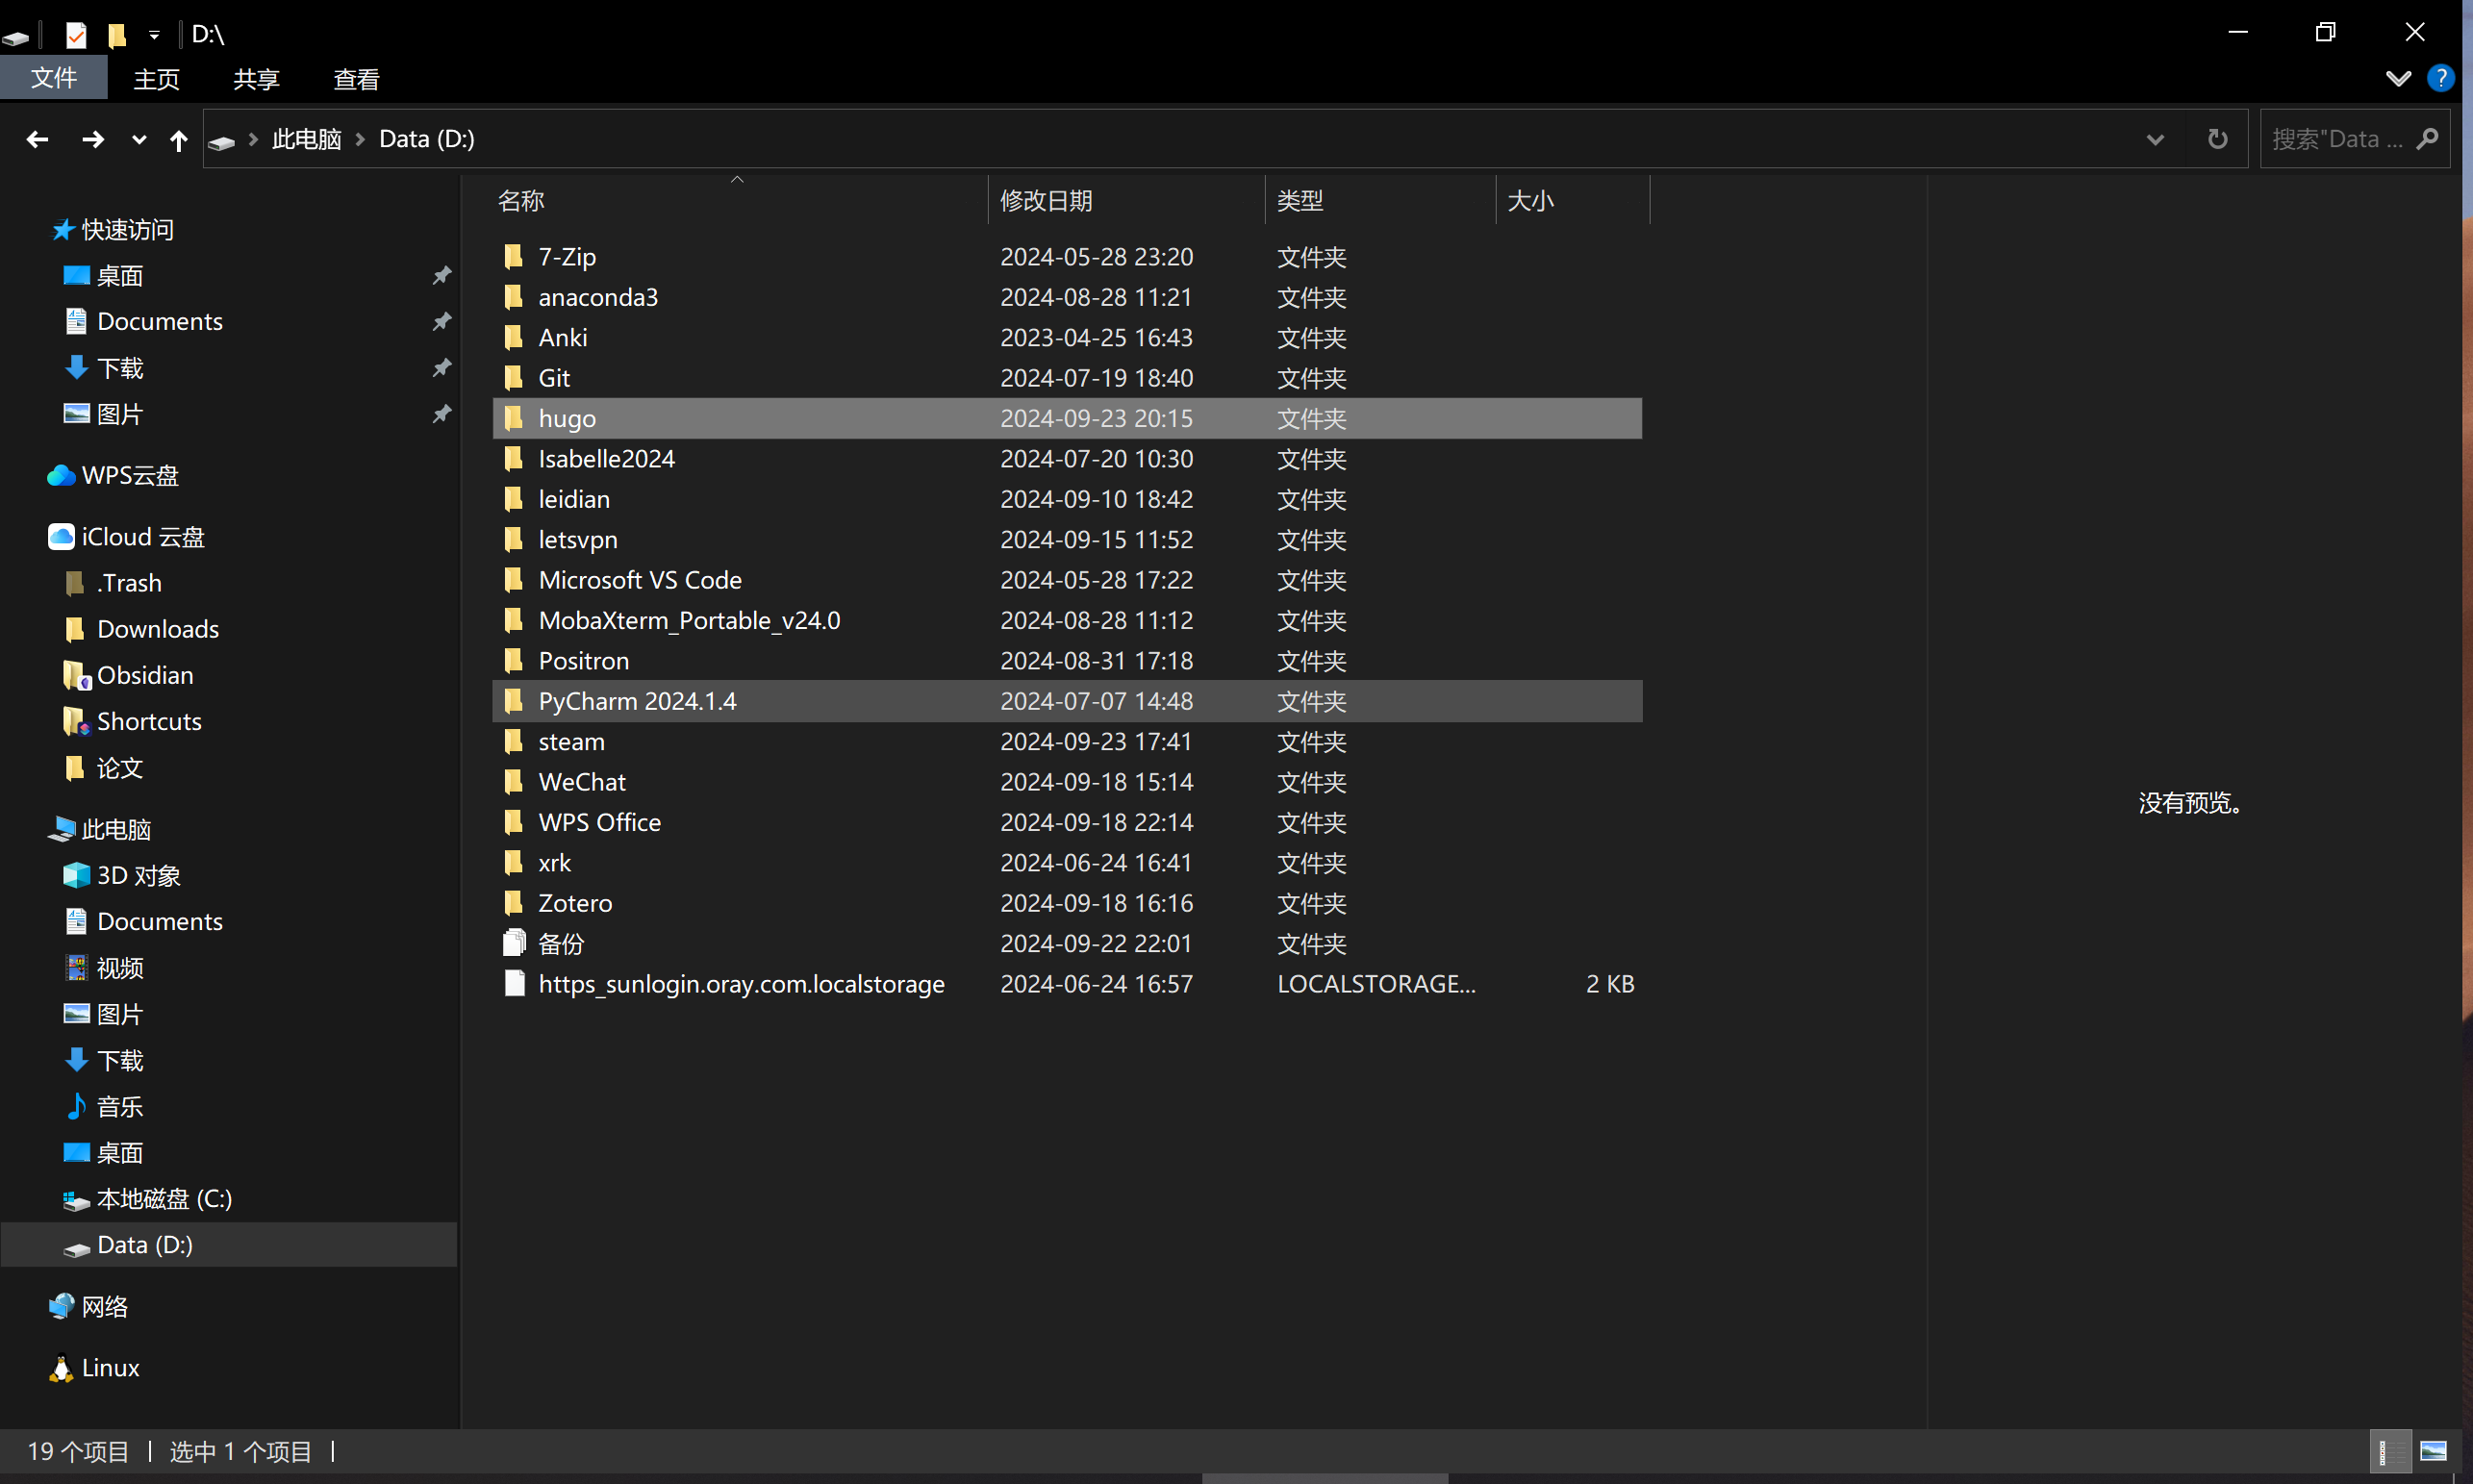 D:\
文件 主页 共享 查看
此电脑 Data (D:) 搜索"Data ...
快速访问
桌面
Documents
下载
图片
WPS云盘
iCloud 云盘
.Trash
Downloads
Obsidian
Shortcuts
论文
此电脑
3D 对象
Documents
视频
图片
下载
音乐
桌面
本地磁盘 (C:)
Data (D:)
网络
Linux
名称 修改日期 类型 大小
7-Zip 2024-05-28 23:20 文件夹
anaconda3 2024-08-28 11:21 文件夹
Anki 2023-04-25 16:43 文件夹
Git 2024-07-19 18:40 文件夹
hugo 2024-09-23 20:15 文件夹
Isabelle2024 2024-07-20 10:30 文件夹
leidian 2024-09-10 18:42 文件夹
letsvpn 2024-09-15 11:52 文件夹
Microsoft VS Code 2024-05-28 17:22 文件夹
MobaXterm_Portable_v24.0 2024-08-28 11:12 文件夹
Positron 2024-08-31 17:18 文件夹
PyCharm 2024.1.4 2024-07-07 14:48 文件夹
steam 2024-09-23 17:41 文件夹
WeChat 2024-09-18 15:14 文件夹
WPS Office 2024-09-18 22:14 文件夹
xrk 2024-06-24 16:41 文件夹
Zotero 2024-09-18 16:16 文件夹
备份 2024-09-22 22:01 文件夹
https_sunlogin.oray.com.localstorage 2024-06-24 16:57 LOCALSTORAGE... 2 KB
没有预览。
19 个项目 选中 1 个项目